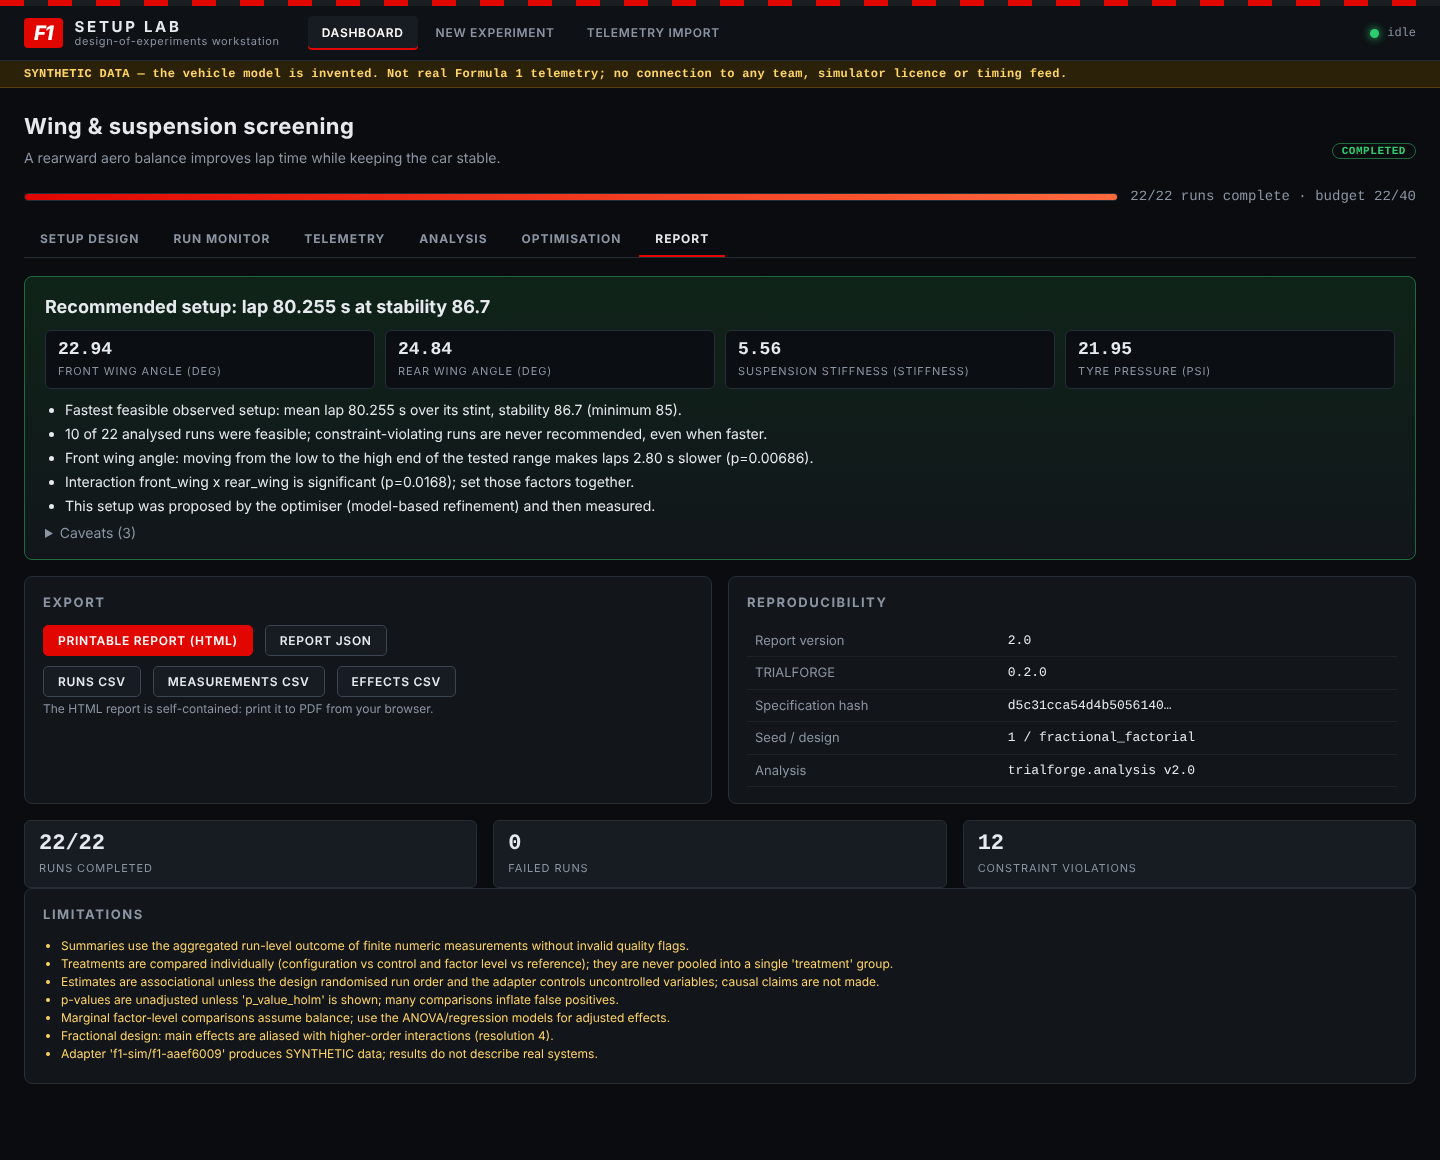 F1
SETUP LAB
design-of-experiments workstation
DASHBOARD
NEW EXPERIMENT
TELEMETRY IMPORT
idle
SYNTHETIC DATA — the vehicle model is invented. Not real Formula 1 telemetry; no connection to any team, simulator licence or timing feed.
Wing & suspension screening
A rearward aero balance improves lap time while keeping the car stable.
COMPLETED
22/22 runs complete · budget 22/40
SETUP DESIGN
RUN MONITOR
TELEMETRY
ANALYSIS
OPTIMISATION
REPORT
Recommended setup: lap 80.255 s at stability 86.7
22.94
FRONT WING ANGLE (DEG)
24.84
REAR WING ANGLE (DEG)
5.56
SUSPENSION STIFFNESS (STIFFNESS)
21.95
TYRE PRESSURE (PSI)
• Fastest feasible observed setup: mean lap 80.255 s over its stint, stability 86.7 (minimum 85).
• 10 of 22 analysed runs were feasible; constraint-violating runs are never recommended, even when faster.
• Front wing angle: moving from the low to the high end of the tested range makes laps 2.80 s slower (p=0.00686).
• Interaction front_wing x rear_wing is significant (p=0.0168); set those factors together.
• This setup was proposed by the optimiser (model-based refinement) and then measured.
▶ Caveats (3)
EXPORT
PRINTABLE REPORT (HTML)
REPORT JSON
RUNS CSV
MEASUREMENTS CSV
EFFECTS CSV
The HTML report is self-contained: print it to PDF from your browser.
REPRODUCIBILITY
Report version 2.0
TRIALFORGE 0.2.0
Specification hash d5c31cca54d4b5056140…
Seed / design 1 / fractional_factorial
Analysis trialforge.analysis v2.0
22/22
RUNS COMPLETED
0
FAILED RUNS
12
CONSTRAINT VIOLATIONS
LIMITATIONS
• Summaries use the aggregated run-level outcome of finite numeric measurements without invalid quality flags.
• Treatments are compared individually (configuration vs control and factor level vs reference); they are never pooled into a single 'treatment' group.
• Estimates are associational unless the design randomised run order and the adapter controls uncontrolled variables; causal claims are not made.
• p-values are unadjusted unless 'p_value_holm' is shown; many comparisons inflate false positives.
• Marginal factor-level comparisons assume balance; use the ANOVA/regression models for adjusted effects.
• Fractional design: main effects are aliased with higher-order interactions (resolution 4).
• Adapter 'f1-sim/f1-aaef6009' produces SYNTHETIC data; results do not describe real systems.